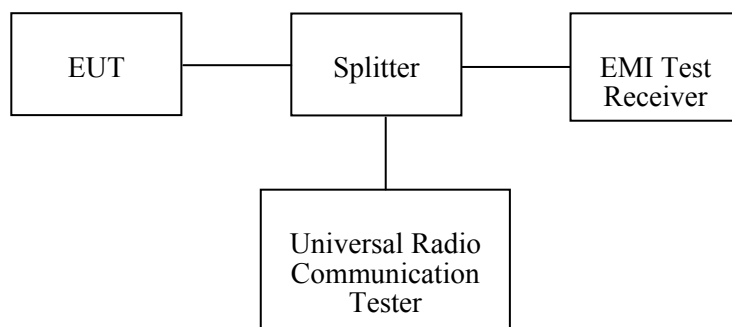 EUT
Splitter
EMI Test
Receiver
Universal Radio
Communication
Tester